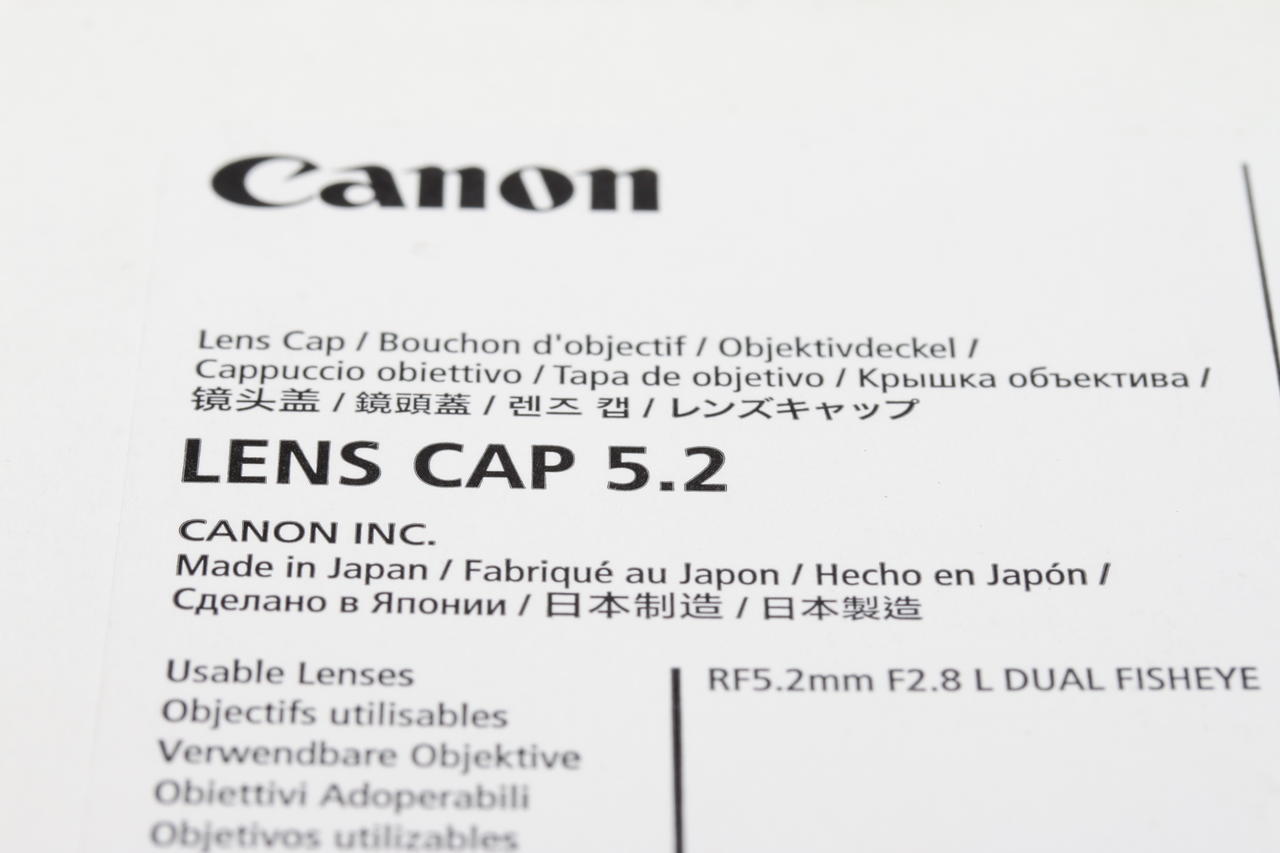 Canon
Lens Cap / Bouchon d'objectif / Objektivdeckel /
Cappuccio obiettivo / Tapa de objetivo / Крышка объектива /
镜头盖 / 鏡頭蓋 / 렌즈 캡 / レンズキャップ
LENS CAP 5.2
CANON INC.
Made in Japan / Fabriqué au Japon / Hecho en Japón /
Сделано в Японии / 日本制造 / 日本製造
Usable Lenses
RF5.2mm F2.8 L DUAL FISHEYE
Objectifs utilisables
Verwendbare Objektive
Obiettivi Adoperabili
Objetivos utilizables